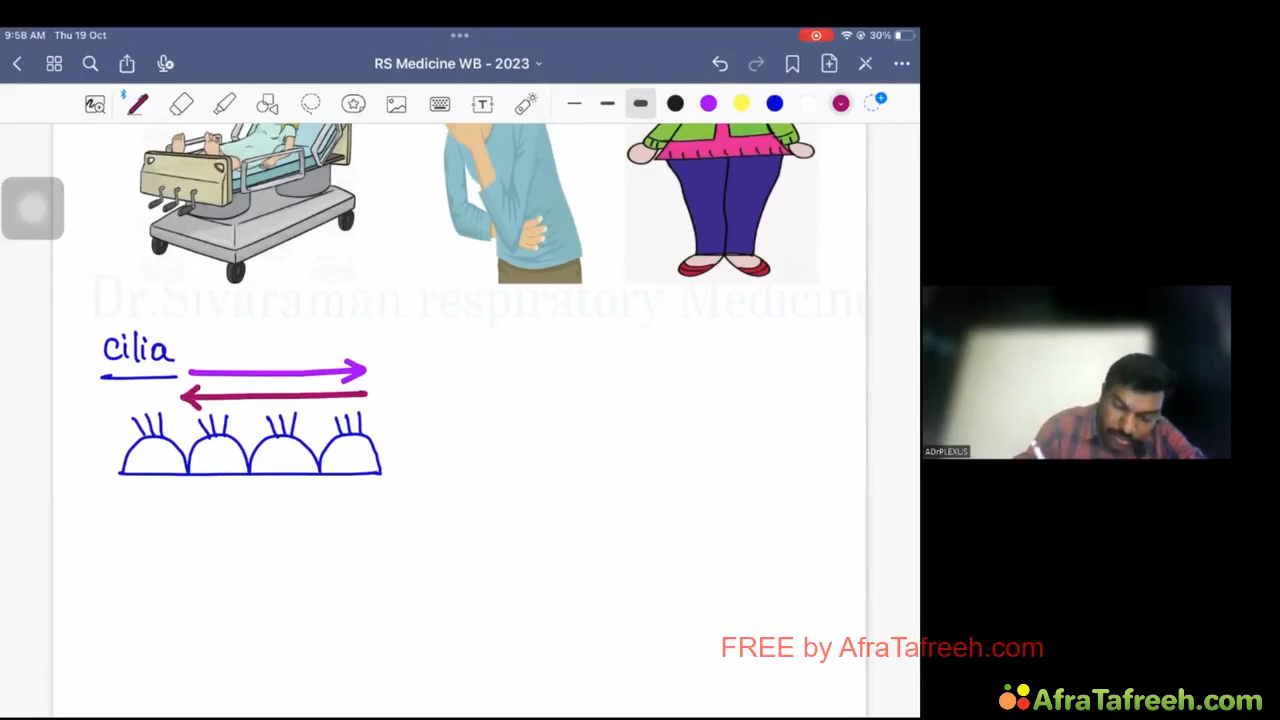 9:58 AM Thu 19 Oct
30%
RS Medicine WB - 2023
T
Dr.Sivaraman respiratory Medicine
cilia
ADrPLEXUS
FREE by AfraTafreeh.com
AfraTafreeh.com